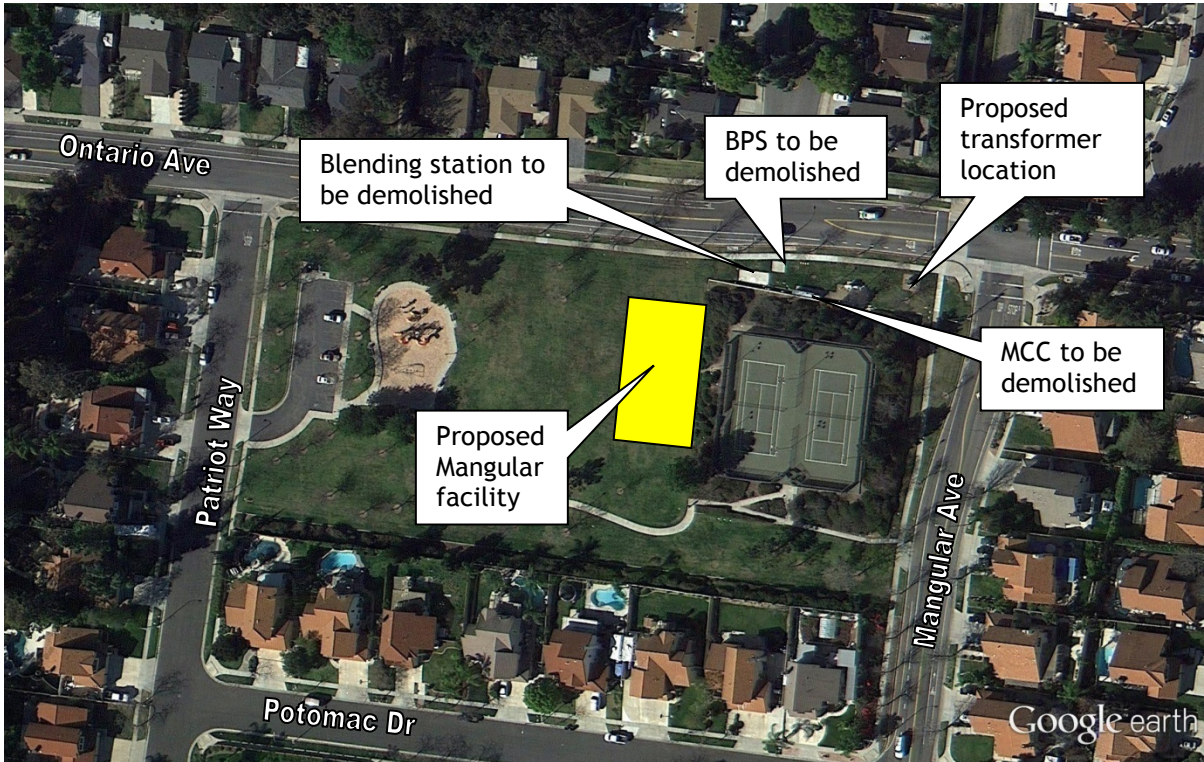 Ontario Ave
Blending station to
be demolished
BPS to be
demolished
Proposed
transformer
location
MCC to be
demolished
Proposed
Mangular
facility
Patriot Way
Mangular Ave
Potomac Dr
Google earth